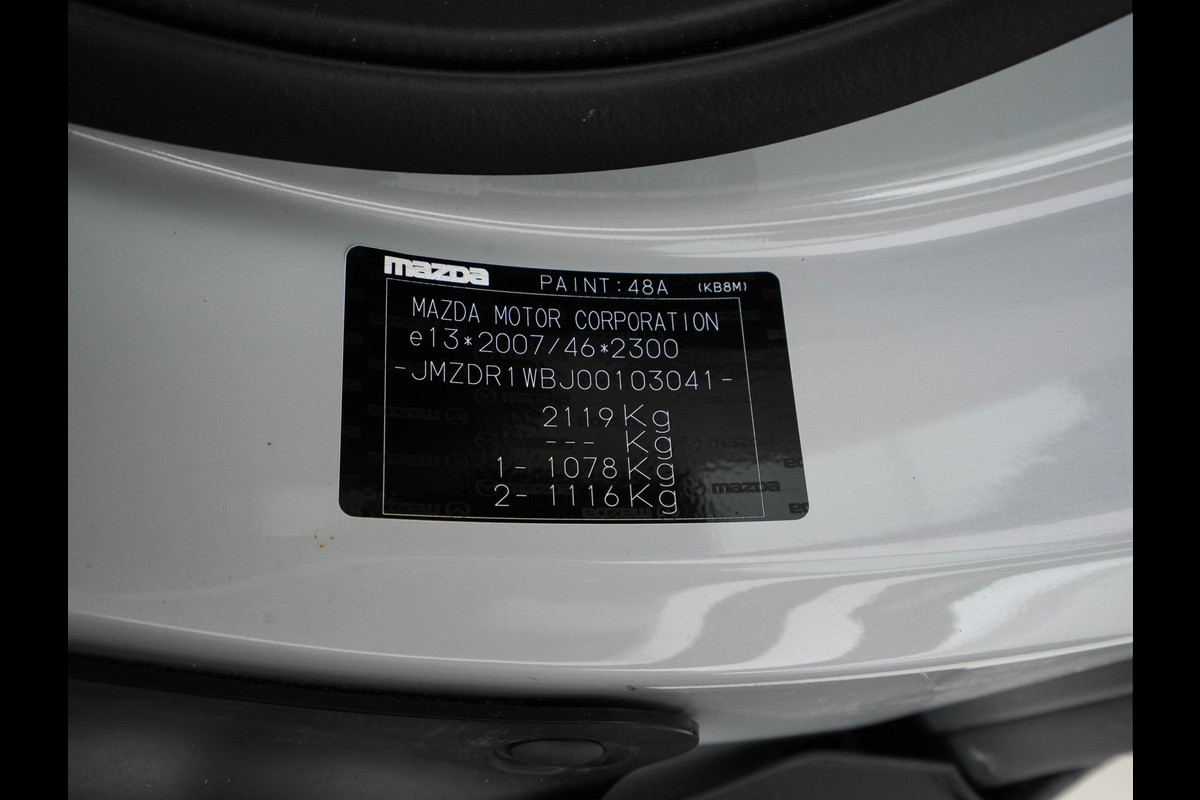 mazda PAINT:48A (KB8M)
MAZDA MOTOR CORPORATION
e13*2007/46*2300
-JMZDR1WBJ00103041-
2119Kg
--- Kg
1- 1078Kg
2- 1116Kg